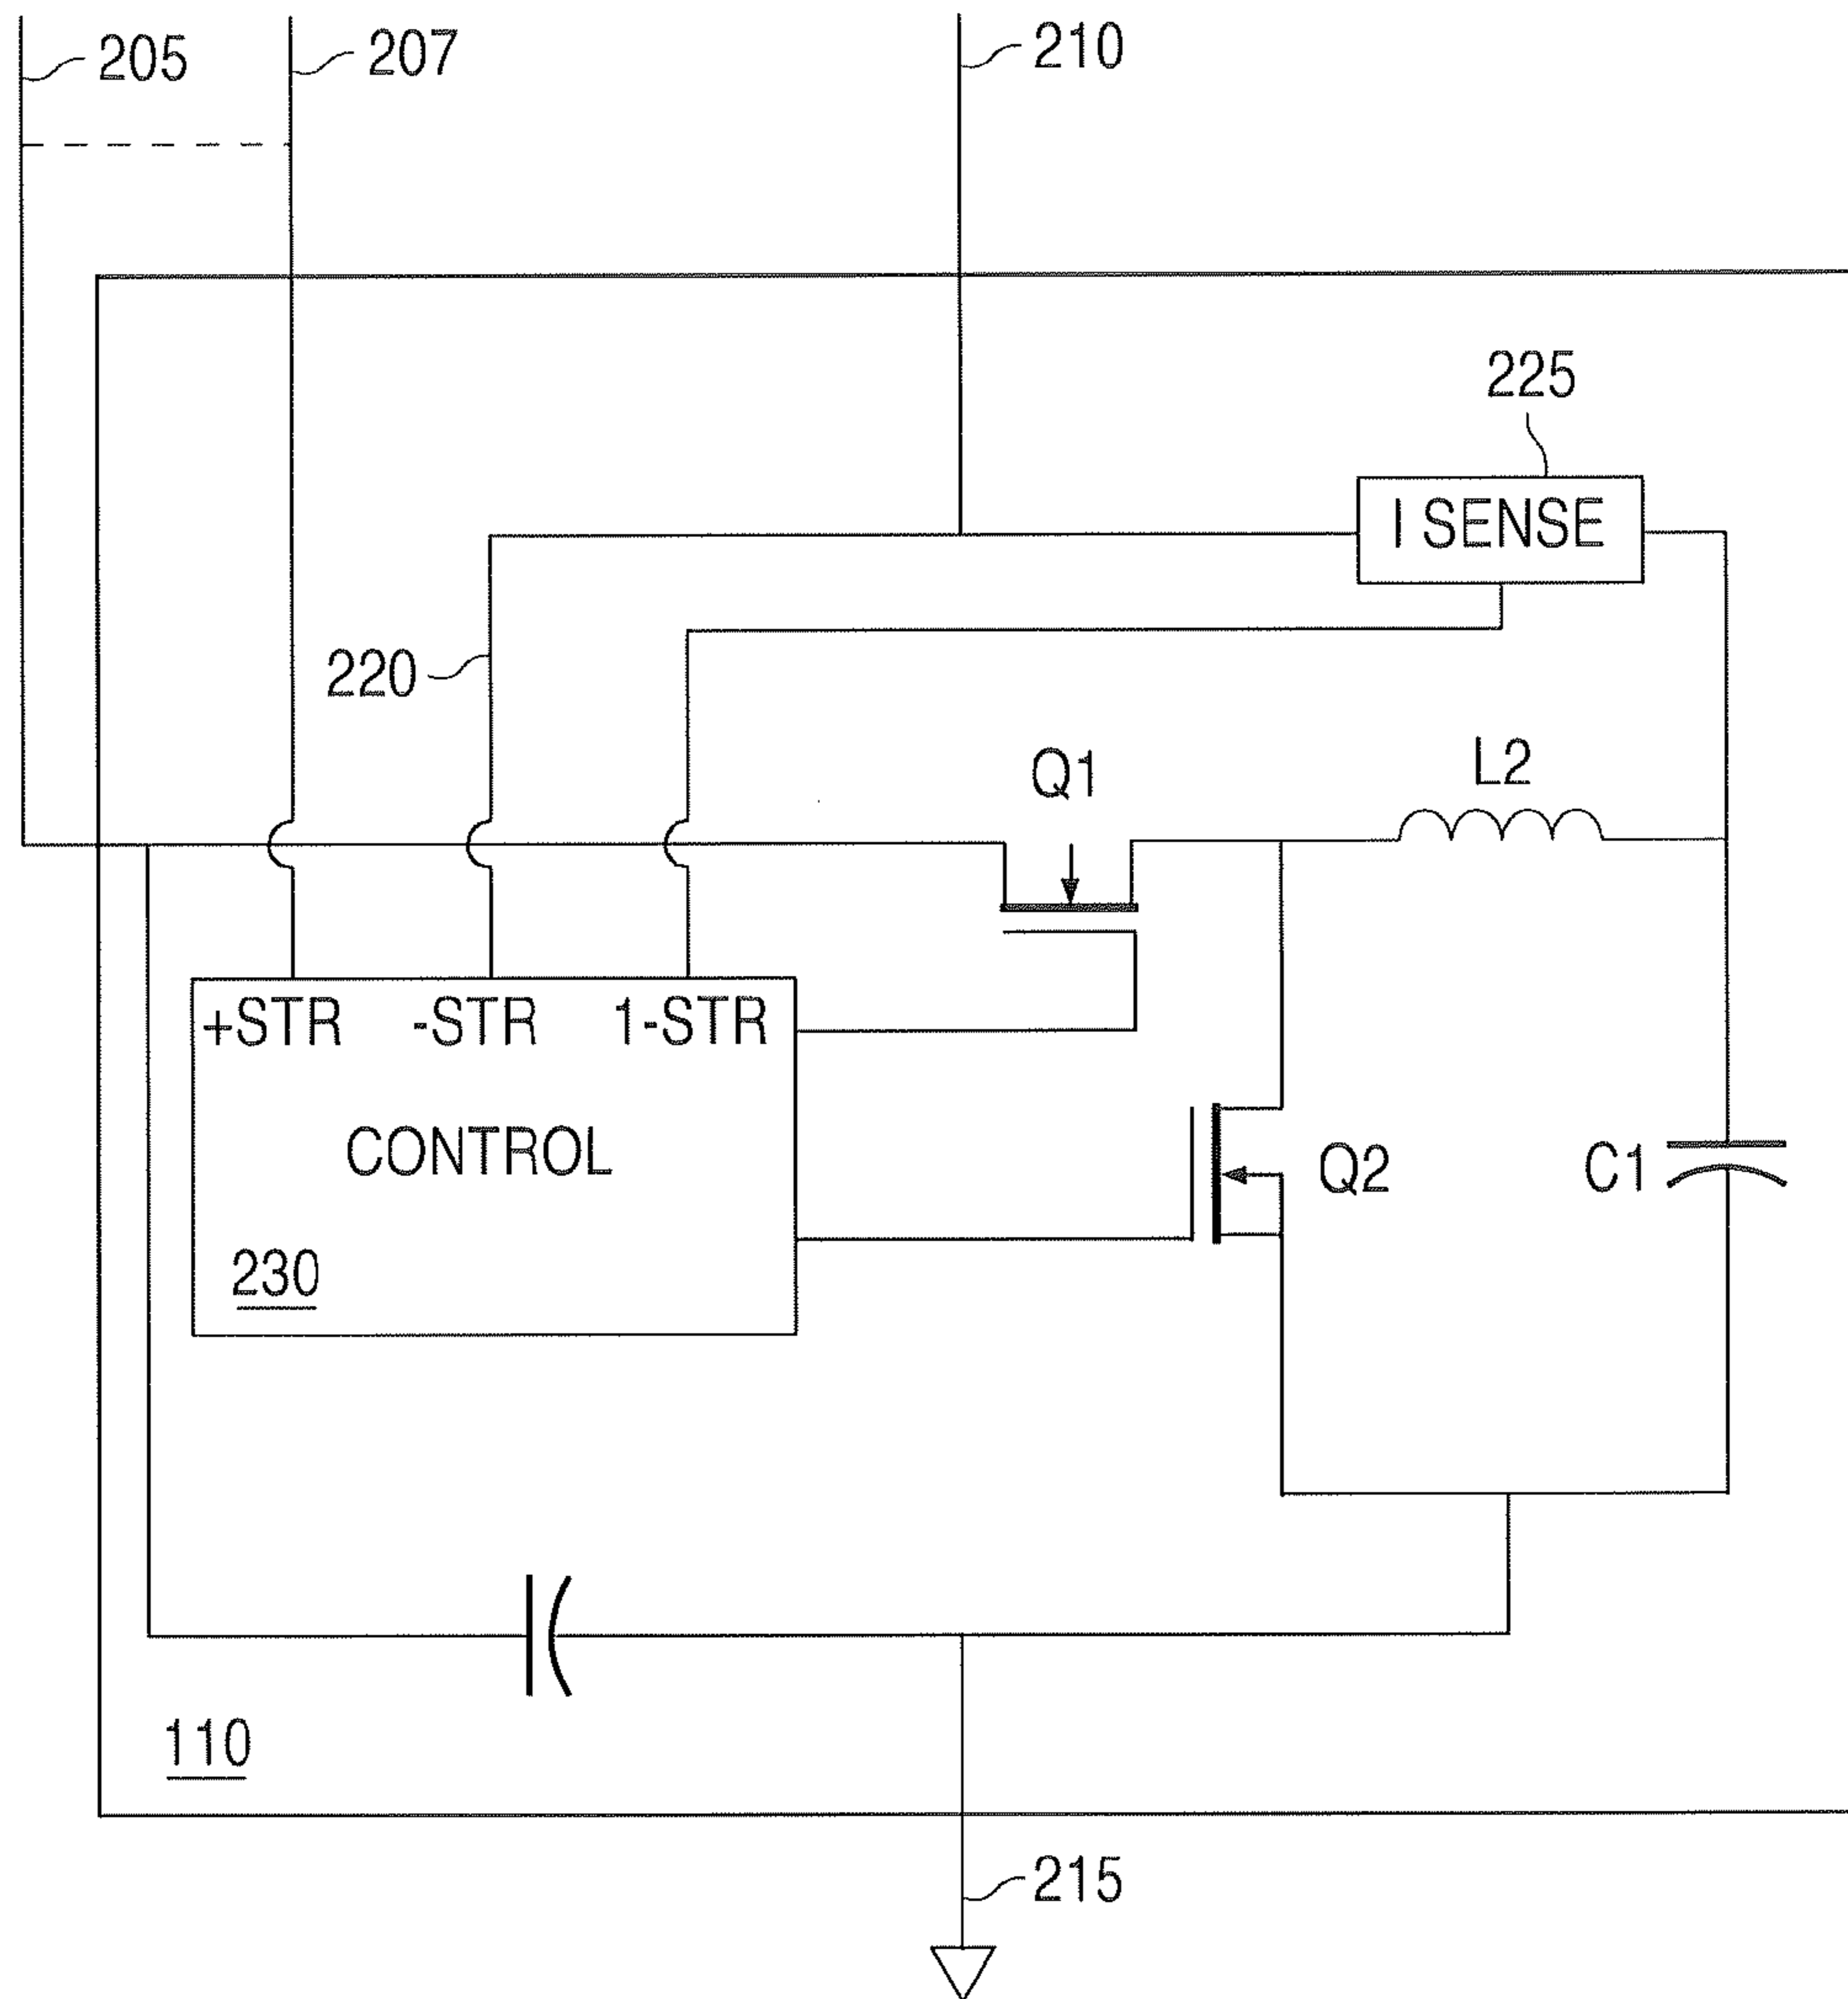 205
207
210
225
I SENSE
220
Q1
L2
+STR -STR 1-STR
CONTROL
Q2
C1
230
110
215